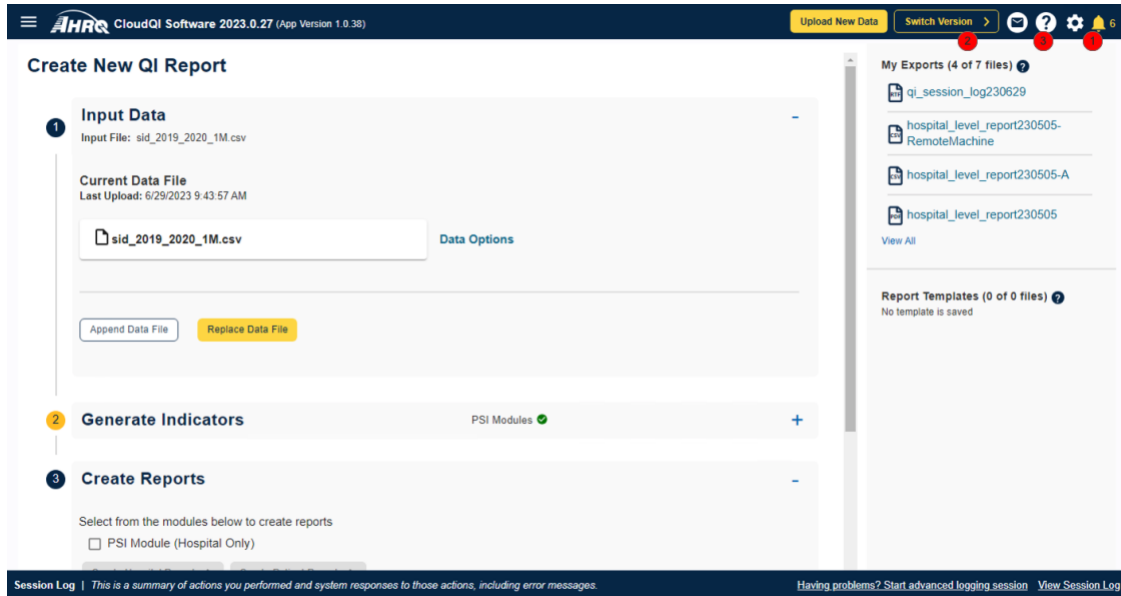 AHRQ CloudQI Software 2023.0.27 (App Version 1.0.38)
Upload New Data
Switch Version >
6
2
3
1
Create New QI Report
1
Input Data
-
Input File: sid_2019_2020_1M.csv
Current Data File
Last Upload: 6/29/2023 9:43:57 AM
sid_2019_2020_1M.csv
Data Options
Append Data File
Replace Data File
2
Generate Indicators
PSI Modules
+
3
Create Reports
-
Select from the modules below to create reports
PSI Module (Hospital Only)
My Exports (4 of 7 files) ?
RTF qi_session_log230629
CSV hospital_level_report230505-
RemoteMachine
CSV hospital_level_report230505-A
PDF hospital_level_report230505
View All
Report Templates (0 of 0 files) ?
No template is saved
Session Log | This is a summary of actions you performed and system responses to those actions, including error messages.
Having problems? Start advanced logging session
View Session Log